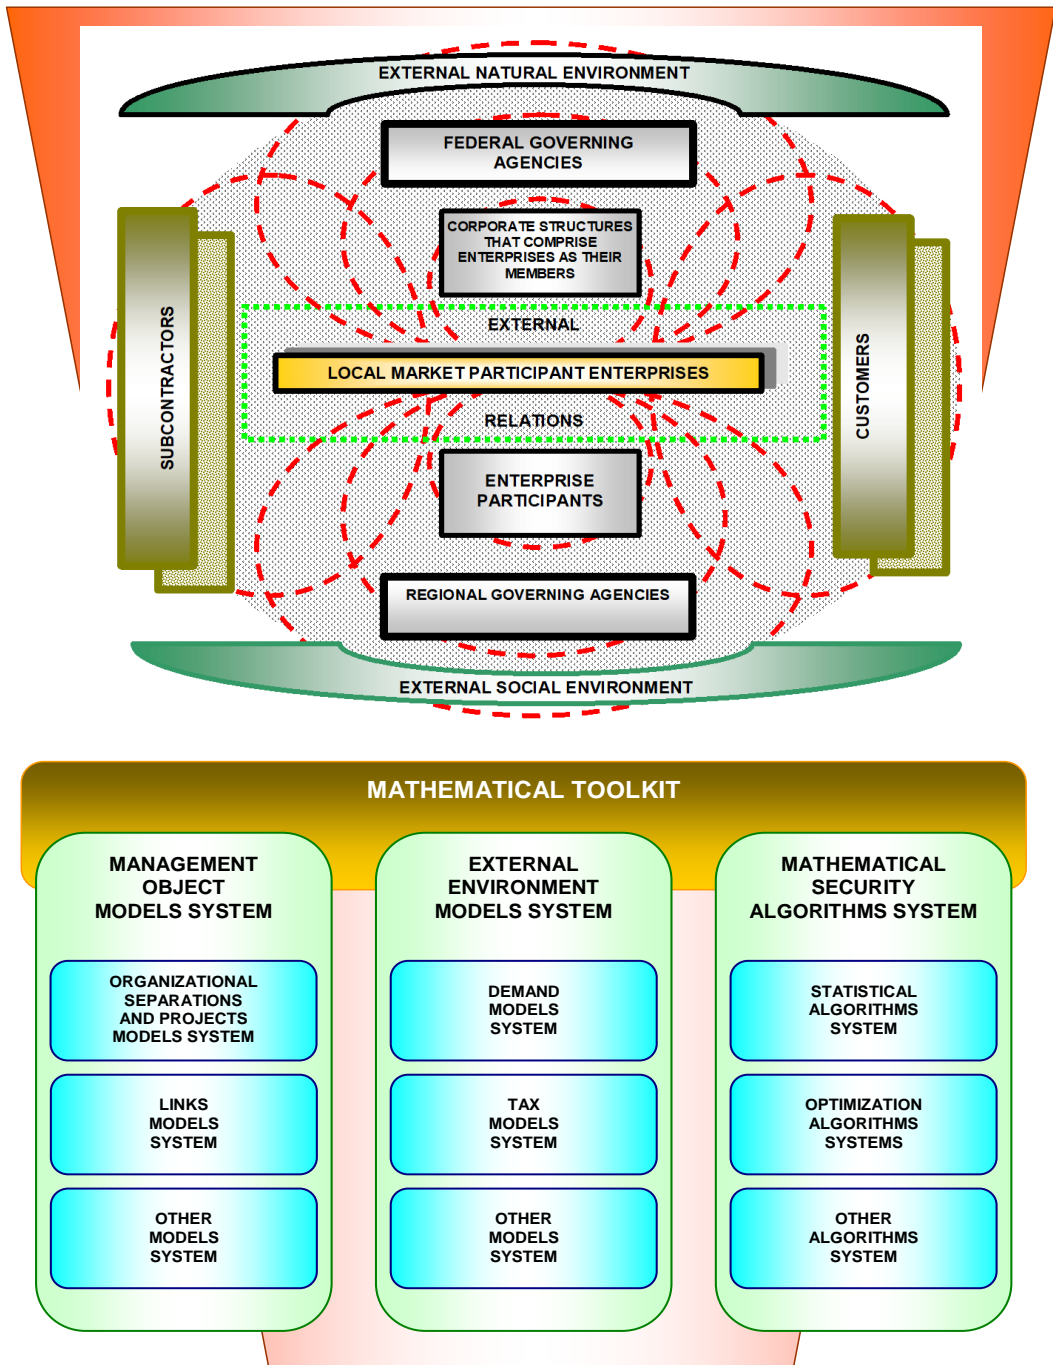 EXTERNAL NATURAL ENVIRONMENT
FEDERAL GOVERNING
AGENCIES
CORPORATE STRUCTURES
THAT COMPRISE
ENTERPRISES AS THEIR
MEMBERS
SUBCONTRACTORS
EXTERNAL
LOCAL MARKET PARTICIPANT ENTERPRISES
RELATIONS
CUSTOMERS
ENTERPRISE
PARTICIPANTS
REGIONAL GOVERNING AGENCIES
EXTERNAL SOCIAL ENVIRONMENT
MATHEMATICAL TOOLKIT
MANAGEMENT
OBJECT
MODELS SYSTEM
ORGANIZATIONAL
SEPARATIONS
AND PROJECTS
MODELS SYSTEM
LINKS
MODELS
SYSTEM
OTHER
MODELS
SYSTEM
EXTERNAL
ENVIRONMENT
MODELS SYSTEM
DEMAND
MODELS
SYSTEM
TAX
MODELS
SYSTEM
OTHER
MODELS
SYSTEM
MATHEMATICAL
SECURITY
ALGORITHMS SYSTEM
STATISTICAL
ALGORITHMS
SYSTEM
OPTIMIZATION
ALGORITHMS
SYSTEMS
OTHER
ALGORITHMS
SYSTEM